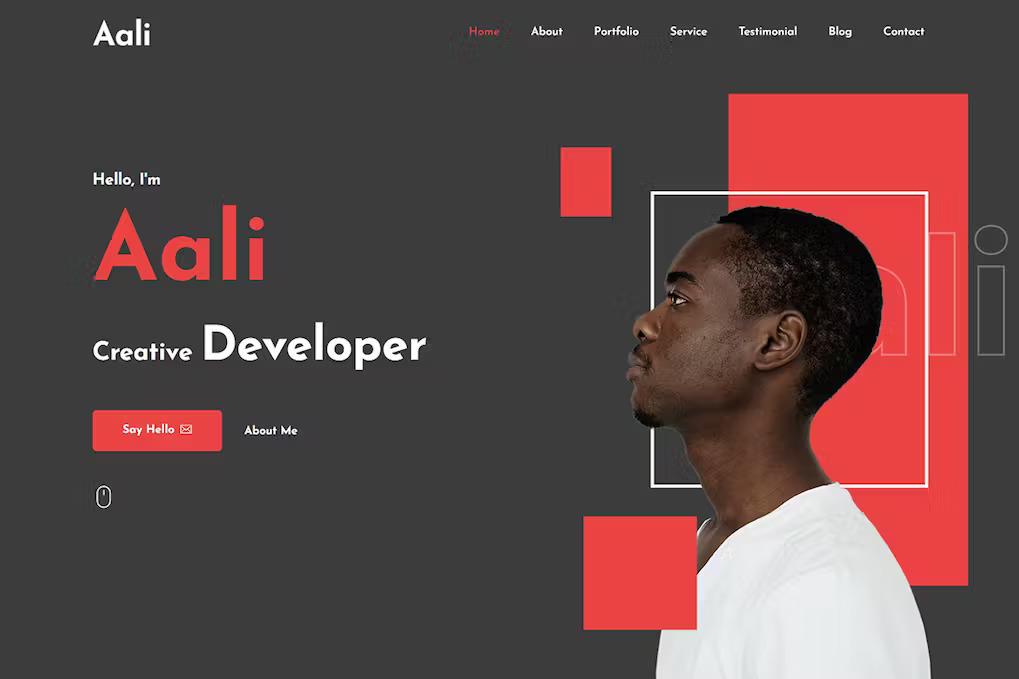 Aali
Home About Portfolio Service Testimonial Blog Contact
Hello, I'm
Aali
Creative Developer
Say Hello
About Me
ali